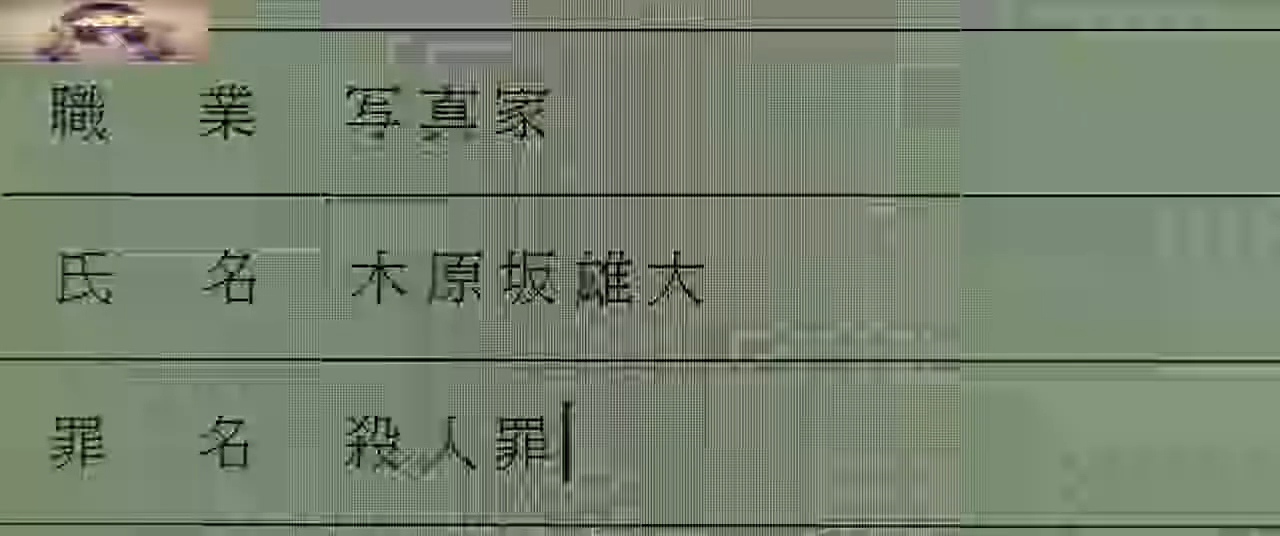 職業 写真家
氏名 木原坂雄大
罪名 殺人罪